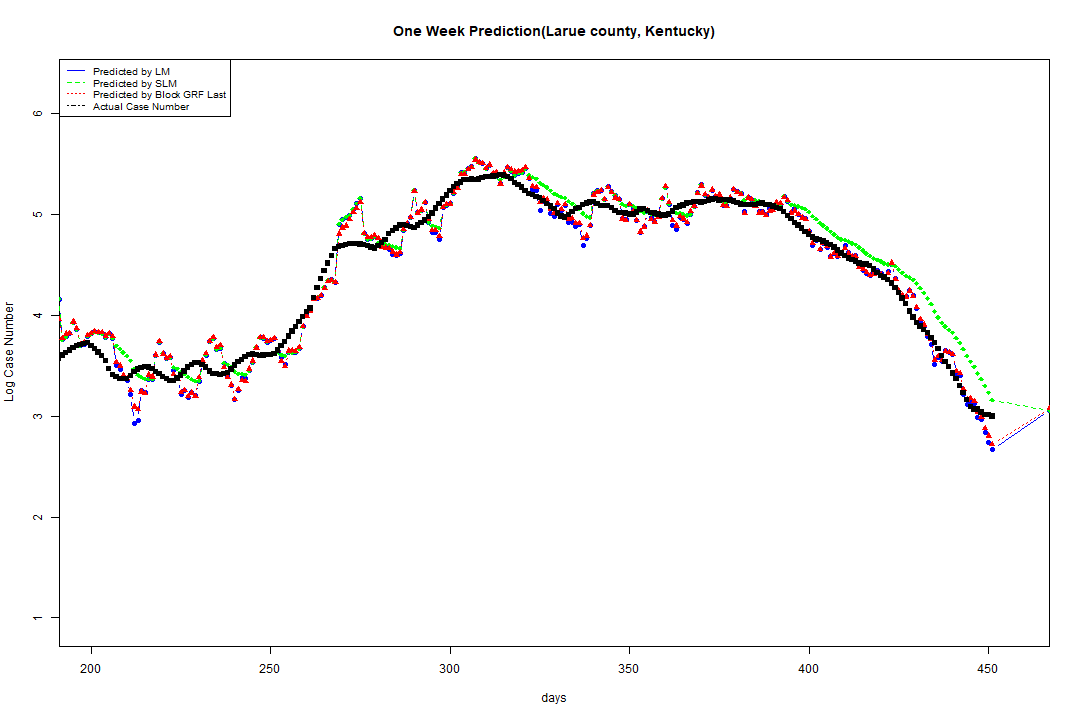 One Week Prediction(Larue county, Kentucky)
Predicted by LM
Predicted by SLM
Predicted by Block GRF Last
Actual Case Number
Log Case Number
6
5
4
3
2
1
200 250 300 350 400 450
days